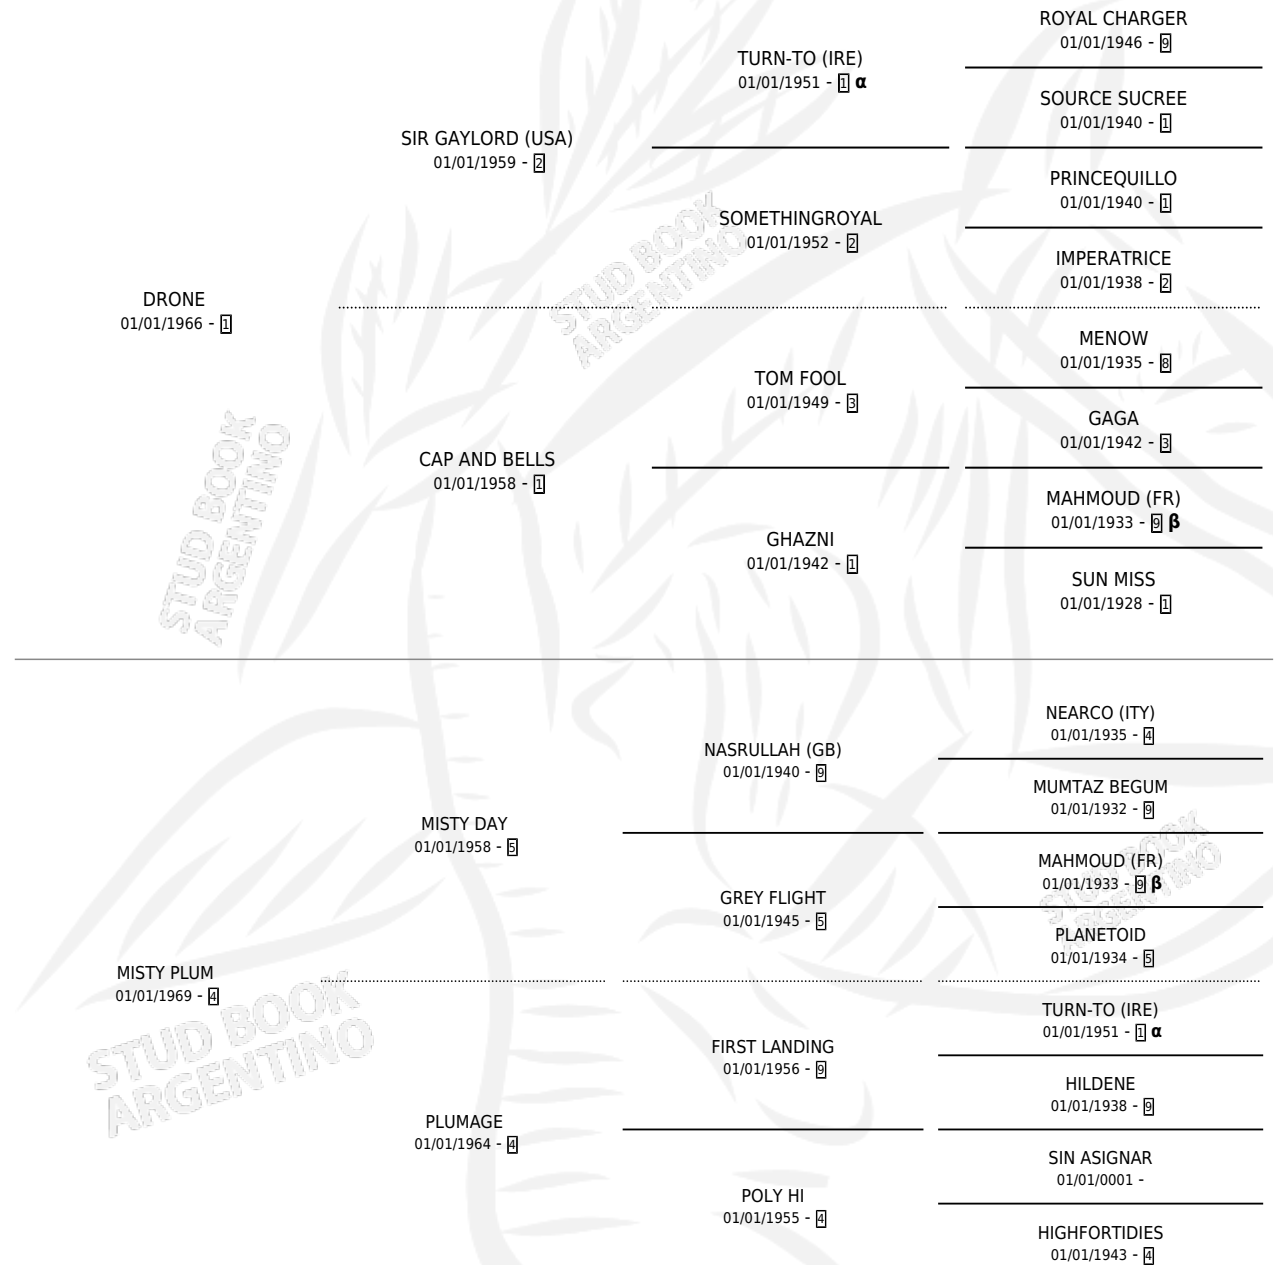 ROYAL CHARGER
01/01/1946 - 9
TURN-TO (IRE)
01/01/1951 - 1 α
SOURCE SUCREE
01/01/1940 - 1
SIR GAYLORD (USA)
01/01/1959 - 2
PRINCEQUILLO
01/01/1940 - 1
SOMETHINGROYAL
01/01/1952 - 2
IMPERATRICE
01/01/1938 - 2
DRONE
01/01/1966 - 1
MENOW
01/01/1935 - 8
TOM FOOL
01/01/1949 - 3
GAGA
01/01/1942 - 3
CAP AND BELLS
01/01/1958 - 1
MAHMOUD (FR)
01/01/1933 - 9 β
GHAZNI
01/01/1942 - 1
SUN MISS
01/01/1928 - 1
NEARCO (ITY)
01/01/1935 - 4
NASRULLAH (GB)
01/01/1940 - 9
MUMTAZ BEGUM
01/01/1932 - 9
MISTY DAY
01/01/1958 - 5
MAHMOUD (FR)
01/01/1933 - 9 β
GREY FLIGHT
01/01/1945 - 5
PLANETOID
01/01/1934 - 5
MISTY PLUM
01/01/1969 - 4
TURN-TO (IRE)
01/01/1951 - 1 α
FIRST LANDING
01/01/1956 - 9
HILDENE
01/01/1938 - 9
PLUMAGE
01/01/1964 - 4
SIN ASIGNAR
01/01/0001 -
POLY HI
01/01/1955 - 4
HIGHFORTIDIES
01/01/1943 - 4
STUD BOOK
ARGENTINO
STUD BOOK
ARGENTINO
STUD BOOK
ARGENTINO
STUD BOOK
ARGENTINO